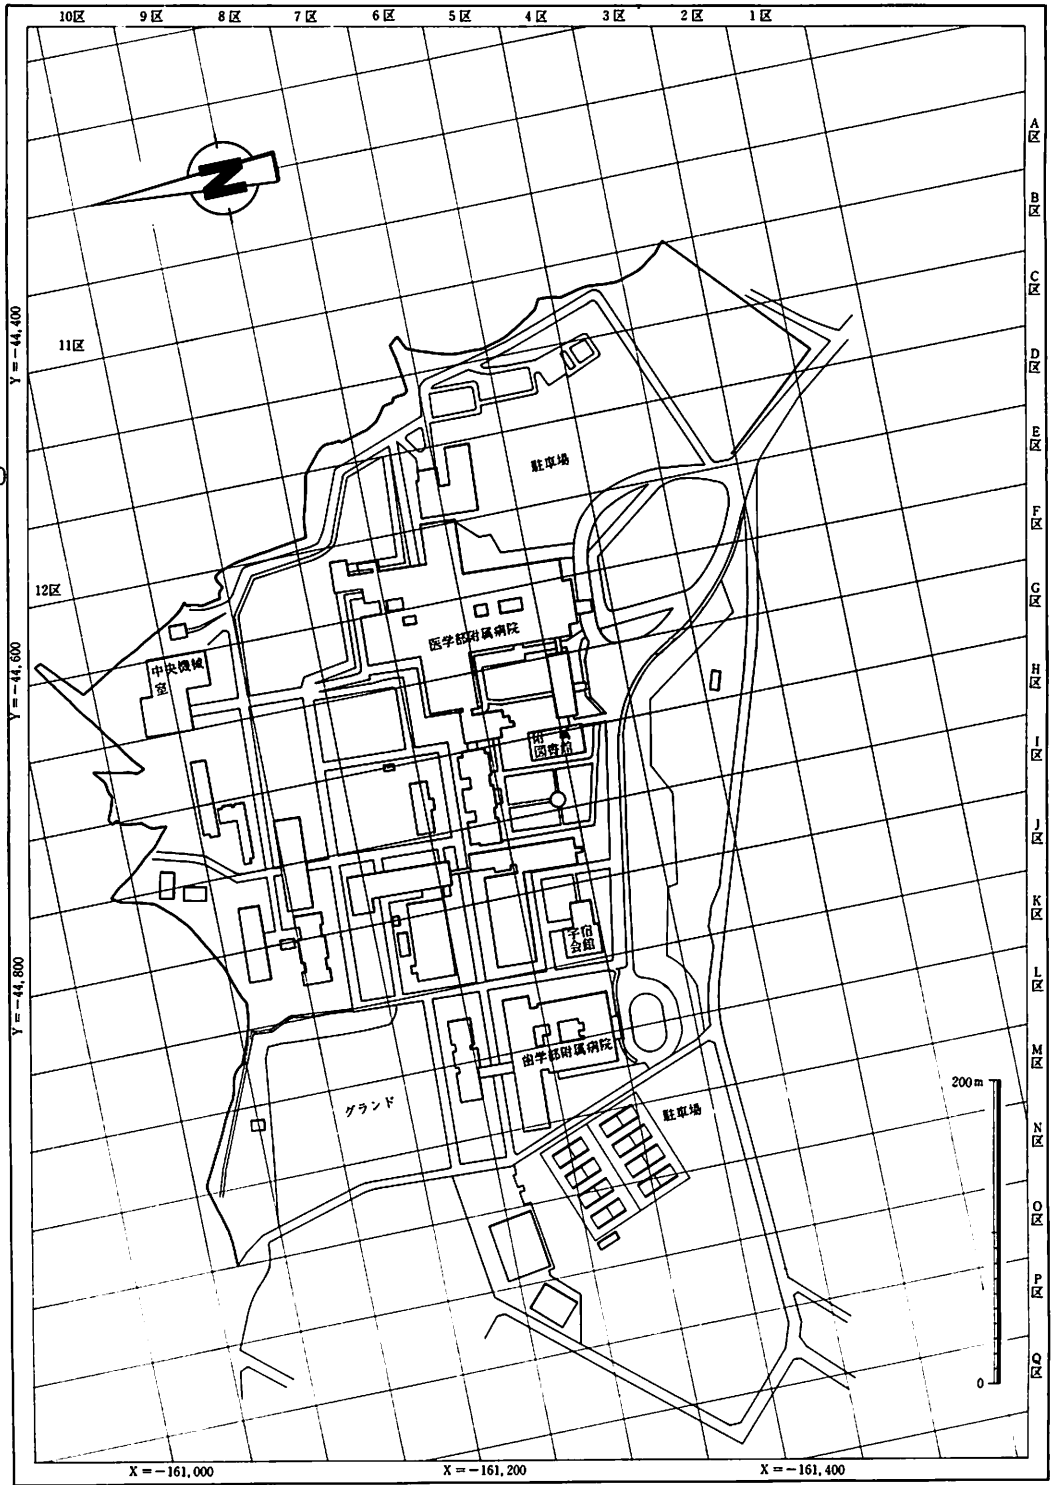 10区 9区 8区 7区 6区 5区 4区 3区 2区 1区
A区
B区
C区
D区
E区
F区
G区
H区
I区
J区
K区
L区
M区
N区
O区
P区
Q区
N
Y=-44,400
11区
駐車場
12区
医学部附属病院
Y=-44,600
中央機械
室
附属
図書館
学宿
会館
Y=-44,800
歯学部附属病院
グランド
駐車場
200m
0
X=-161,000
X=-161,200
X=-161,400